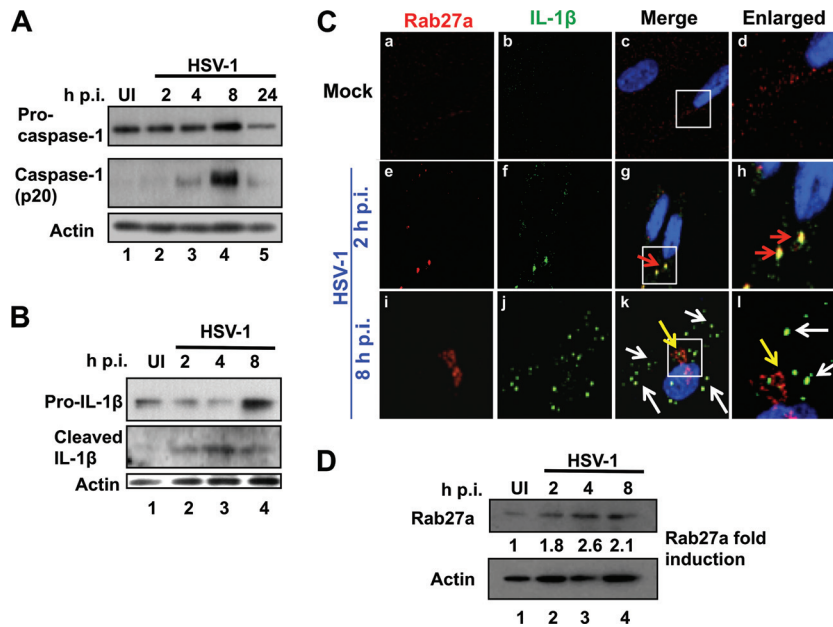 A
HSV-1
h p.i. UI 2 4 8 24
Pro-
caspase-1
Caspase-1
(p20)
Actin
1 2 3 4 5
B
HSV-1
h p.i. UI 2 4 8
Pro-IL-1β
Cleaved
IL-1β
Actin
1 2 3 4
C
Rab27a IL-1β Merge Enlarged
Mock
a b c d
HSV-1
2 h p.i.
e f g h
8 h p.i.
i j k l
D
HSV-1
h p.i. UI 2 4 8
Rab27a
1 1.8 2.6 2.1
Rab27a fold
induction
Actin
1 2 3 4